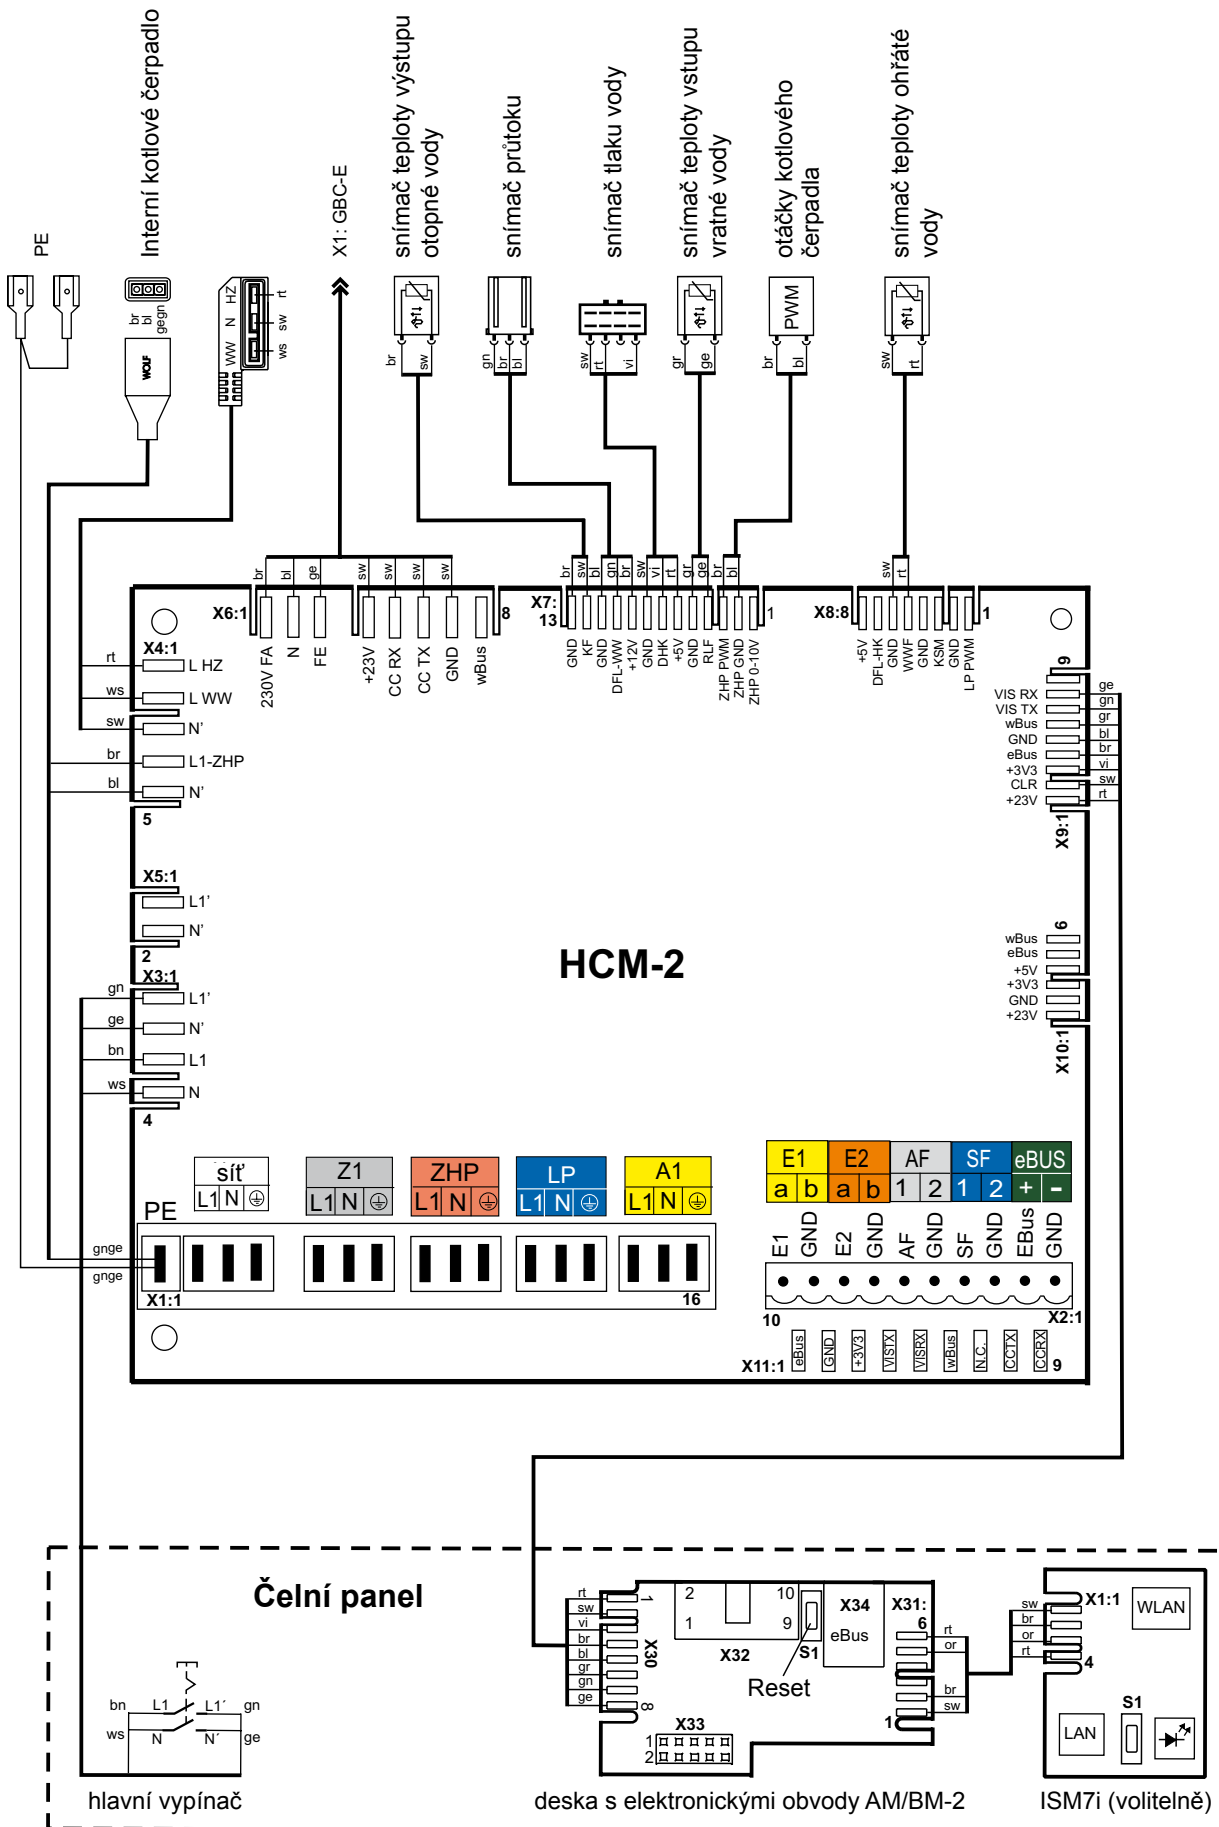 PE
Interní kotlové čerpadlo
X1: GBC-E
snímač teploty výstupu
otopné vody
snímač průtoku
snímač tlaku vody
snímač teploty vstupu
vratné vody
otáčky kotlového
čerpadla
snímač teploty ohřáté
vody
br
bl
gegn
WOLF
WW N HZ
ws sw rt
PWM
br sw
gn br bl
sw rt vi
gr ge
br bl
sw rt
br bl ge sw sw sw sw
br sw bl gn br sw vi rt gr ge br bl
sw rt
X6:1
8
X7:
13
1
X8:8
1
230V FA
N
FE
+23V
CC RX
CC TX
GND
wBus
GND
KF
GND
DFL-WW
+12V
GND
DHK
+5V
GND
RLF
ZHP PWM
ZHP GND
ZHP 0-10V
+5V
DFL-HK
GND
WWF
GND
KSM
GND
LP PWM
X4:1
rt L HZ
ws L WW
sw N'
br L1-ZHP
bl N'
5
X5:1
L1'
N'
2
X3:1
gn L1'
ge N'
bn L1
ws N
4
HCM-2
9
VIS RX ge
VIS TX gn
wBus gr
GND bl
eBus br
+3V3 vi
CLR sw
+23V rt
X9:1
6
wBus
eBus
+5V
+3V3
GND
+23V
X10:1
síť
L1 N
Z1
L1 N
ZHP
L1 N
LP
L1 N
A1
L1 N
PE
gnge
gnge
X1:1
16
E1 E2 AF SF eBUS
a b a b 1 2 1 2 + -
E1 GND E2 GND AF GND SF GND EBus GND
10
X2:1
X11:1 eBus GND +3V3 VISTX VISRX wBus N.C. CCTX CCRX 9
Čelní panel
bn L1 L1´ gn
ws N N´ ge
hlavní vypínač
rt
sw
vi
br
bl
gr
gn
ge
1
X30
8
2 10
1 9
X32
S1
Reset
X34
eBus
X31:
6
rt
or
br
sw
1
X33
1
2
deska s elektronickými obvody AM/BM-2
sw
br
or
rt
X1:1
4
WLAN
LAN
S1
ISM7i (volitelně)